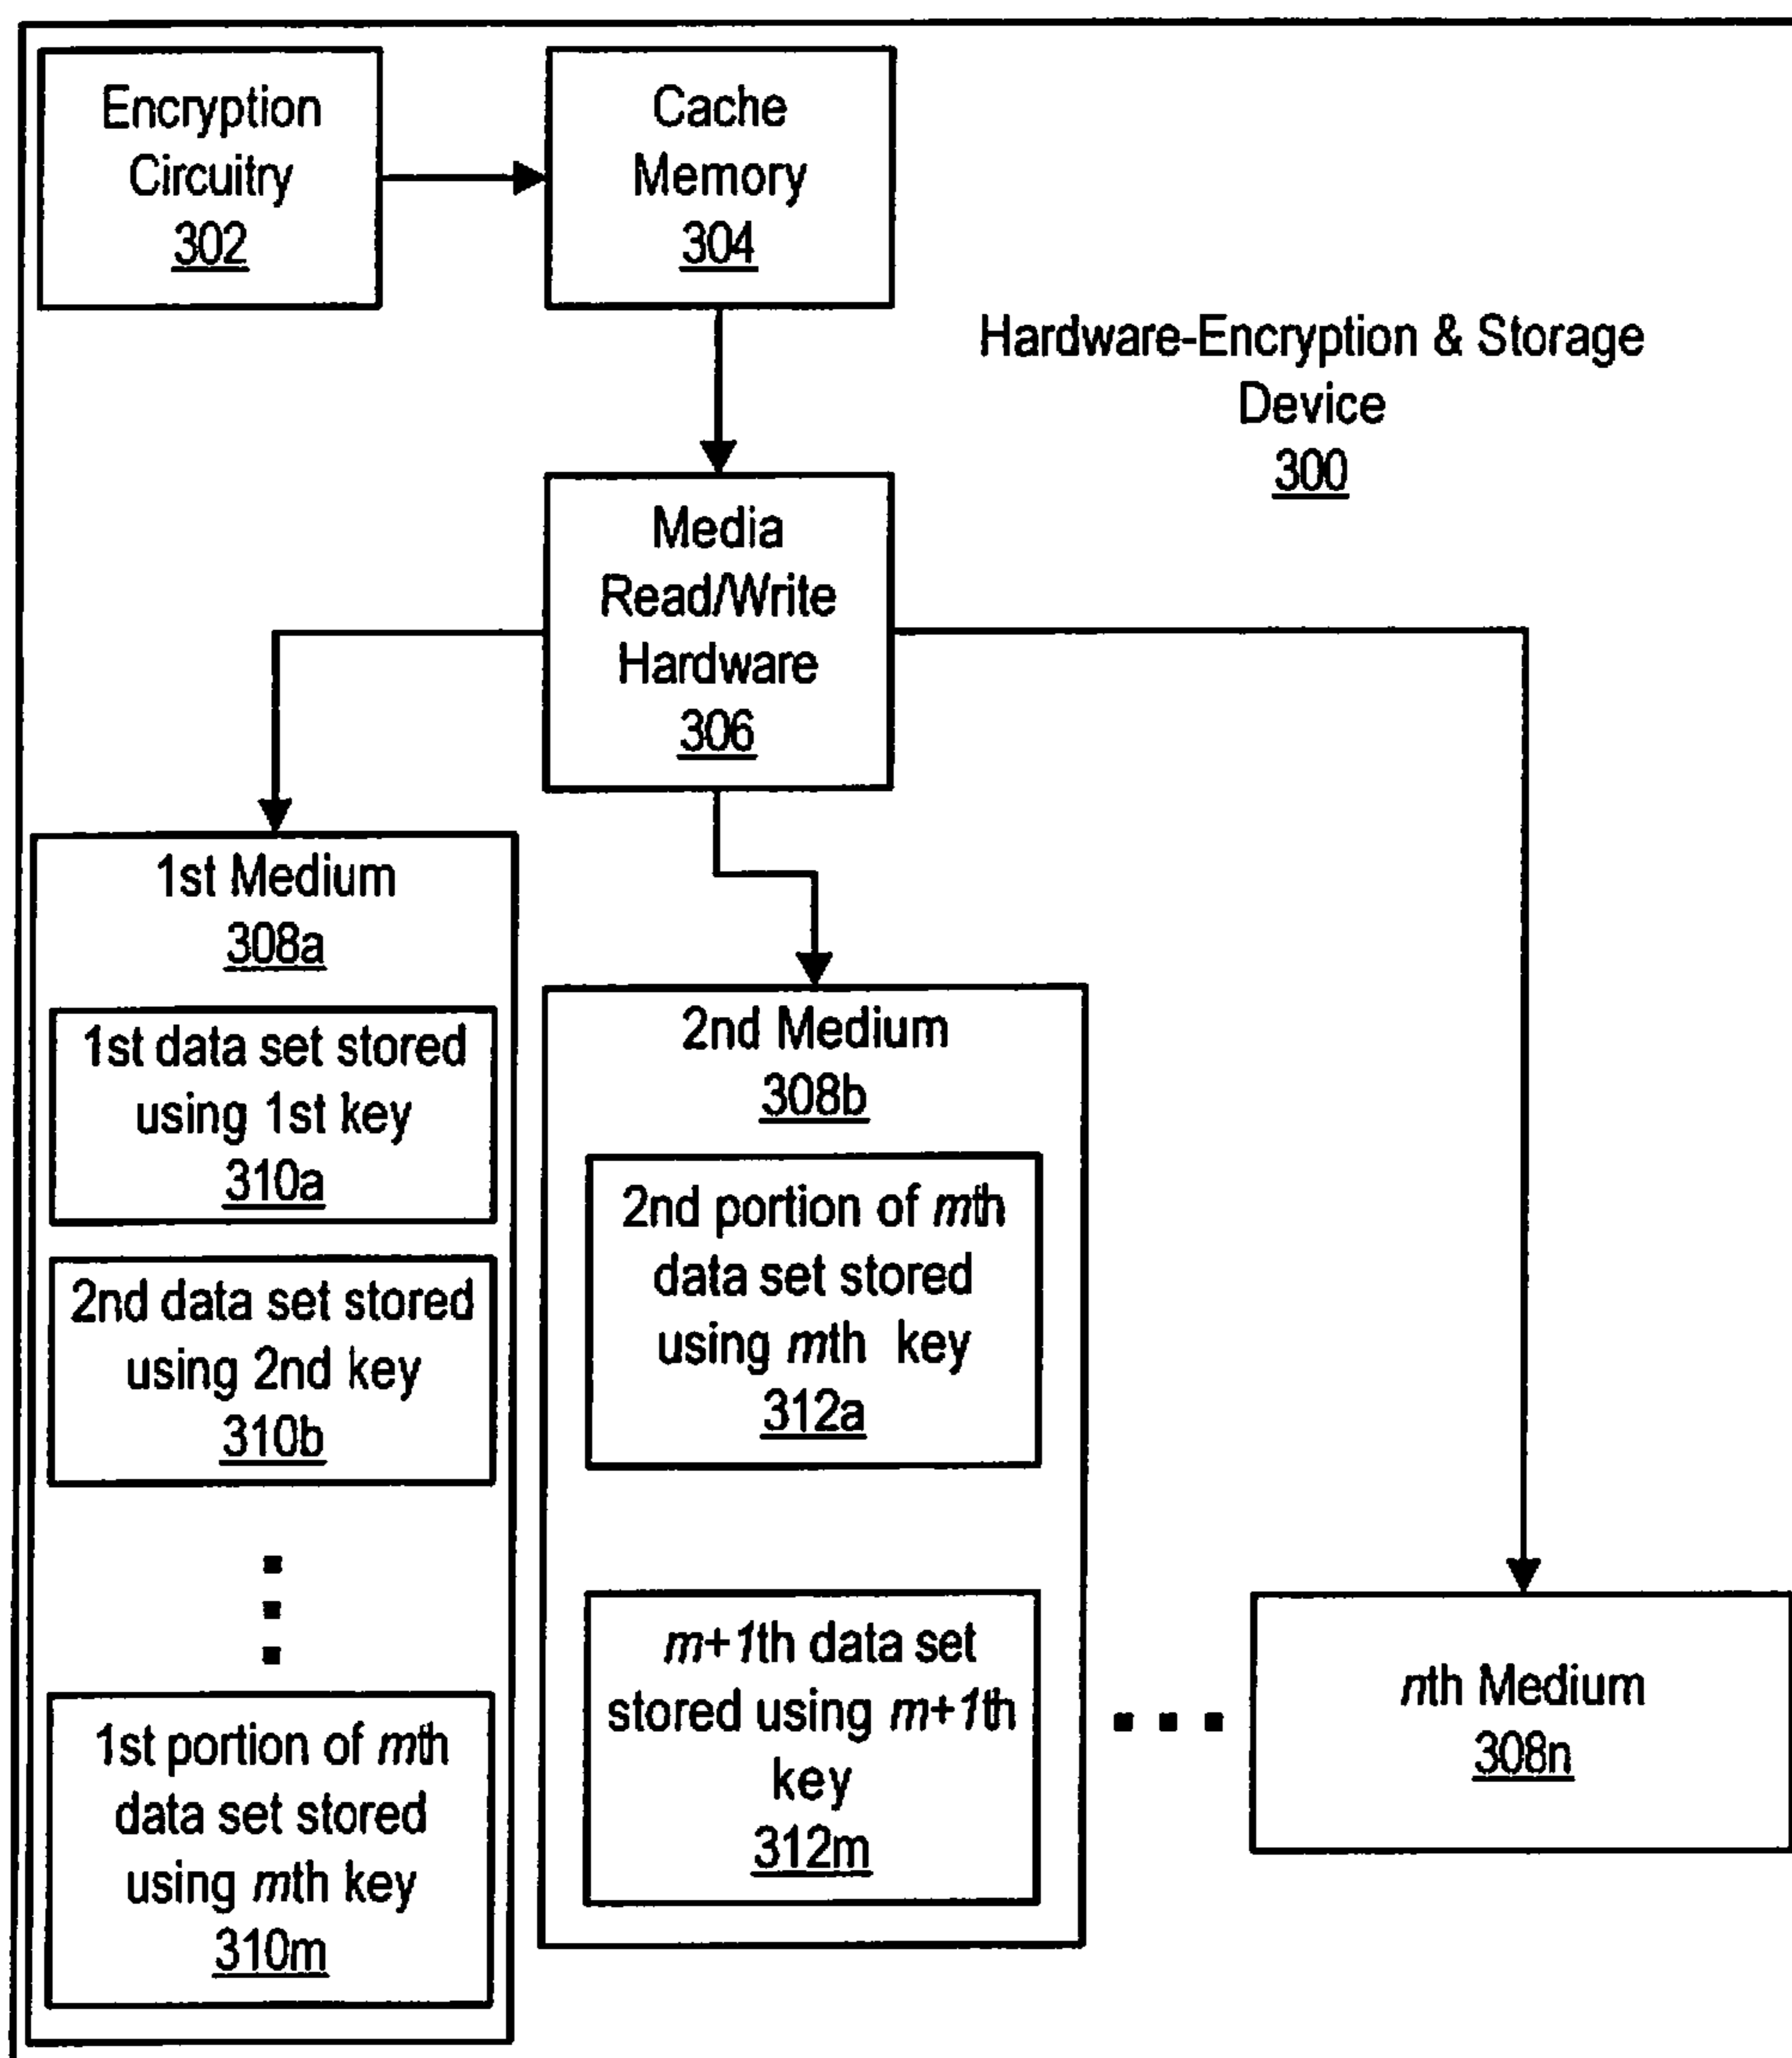 Encryption
Circuitry
302
Cache
Memory
304
Hardware-Encryption & Storage
Device
300
Media
Read/Write
Hardware
306
1st Medium
308a
1st data set stored
using 1st key
310a
2nd data set stored
using 2nd key
310b
1st portion of mth
data set stored
using mth key
310m
2nd Medium
308b
2nd portion of mth
data set stored
using mth key
312a
m+1th data set
stored using m+1th
key
312m
nth Medium
308n